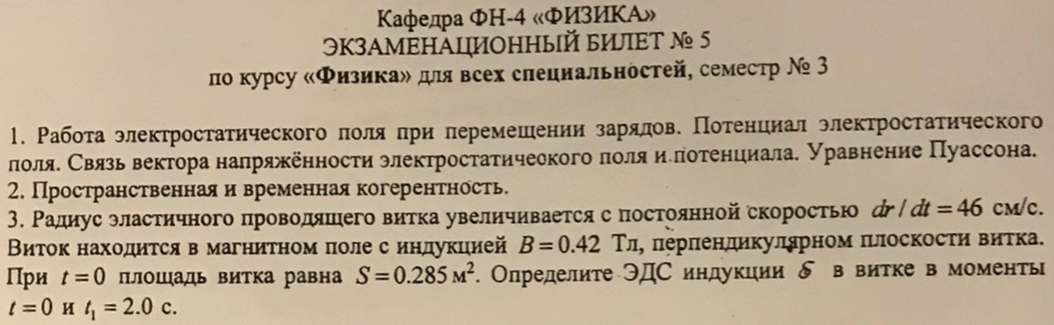 Кафедра ФН-4 «ФИЗИКА»
ЭКЗАМЕНАЦИОННЫЙ БИЛЕТ № 5
по курсу «Физика» для всех специальностей, семестр № 3
1. Работа электростатического поля при перемещении зарядов. Потенциал электростатического
поля. Связь вектора напряжённости электростатического поля и потенциала. Уравнение Пуассона.
2. Пространственная и временная когерентность.
3. Радиус эластичного проводящего витка увеличивается с постоянной скоростью dr / dt = 46 см/с.
Виток находится в магнитном поле с индукцией B = 0.42 Тл, перпендикулярном плоскости витка.
При t = 0 площадь витка равна S = 0.285 м². Определите ЭДС индукции ℰ в витке в моменты
t = 0 и t₁ = 2.0 с.